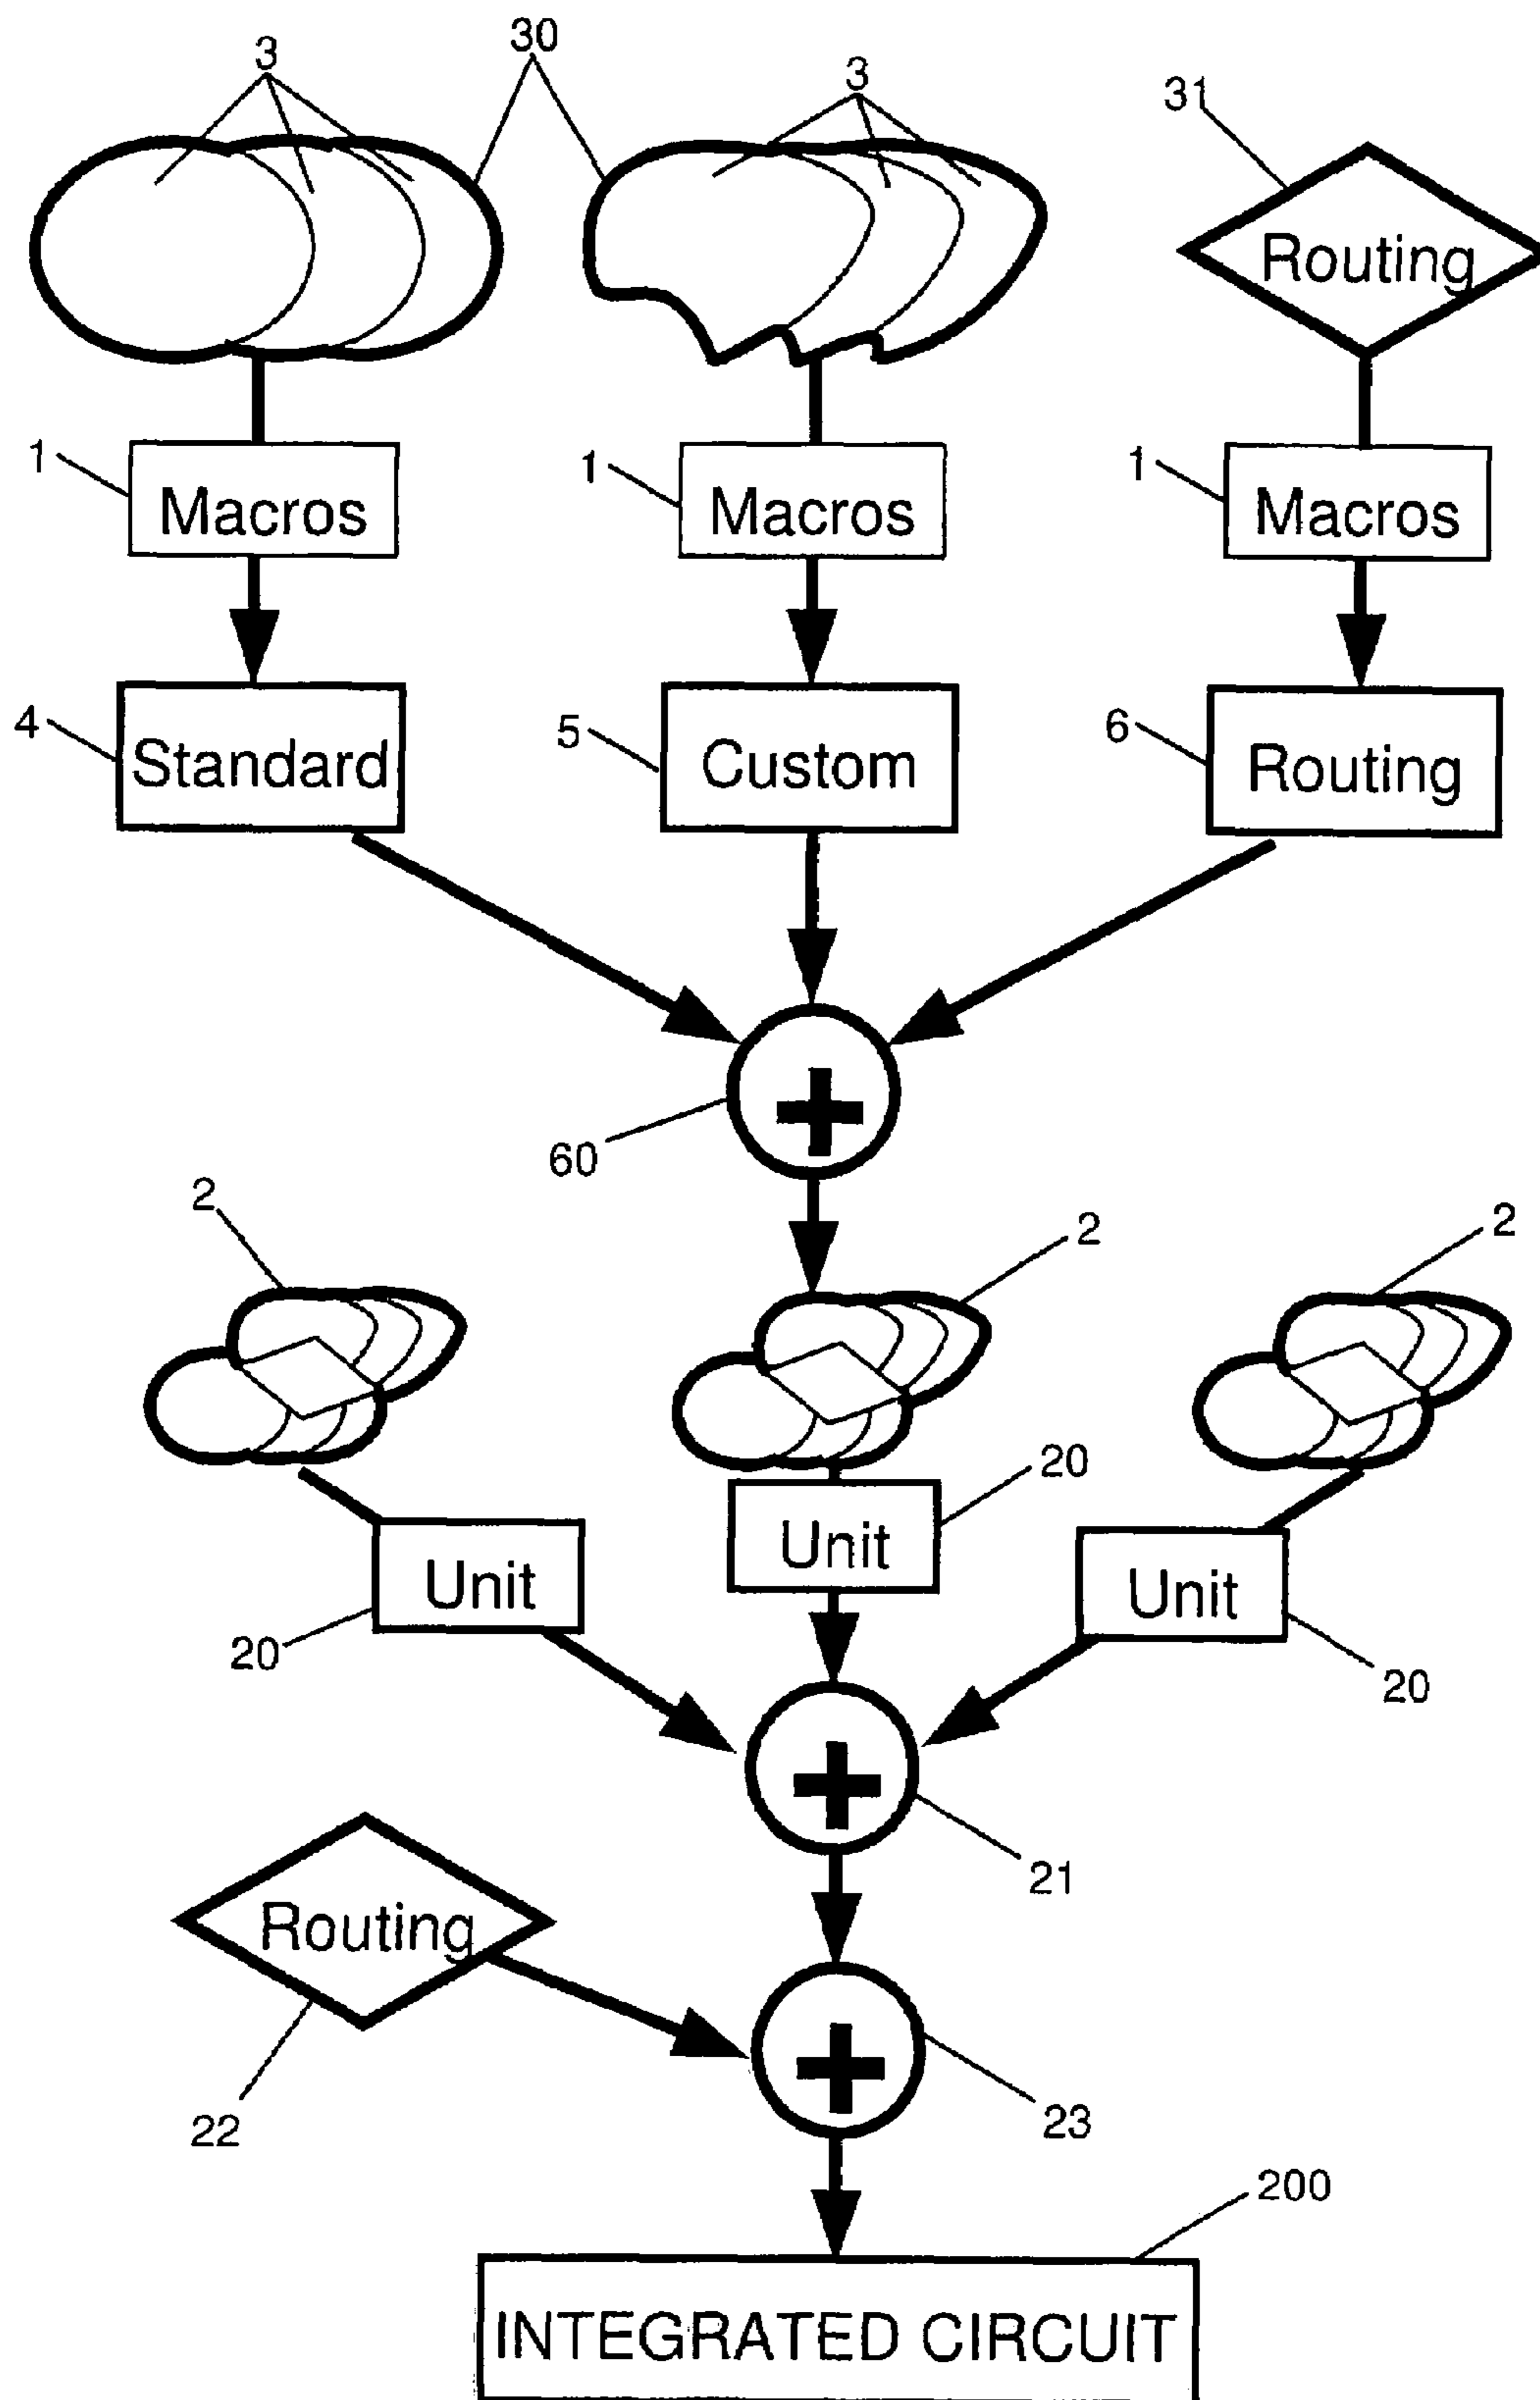 3
30
3
31
Routing
1
Macros
1
Macros
1
Macros
4
Standard
5
Custom
6
Routing
60
2
2
2
20
Unit
Unit
Unit
20
20
21
Routing
22
23
200
INTEGRATED CIRCUIT